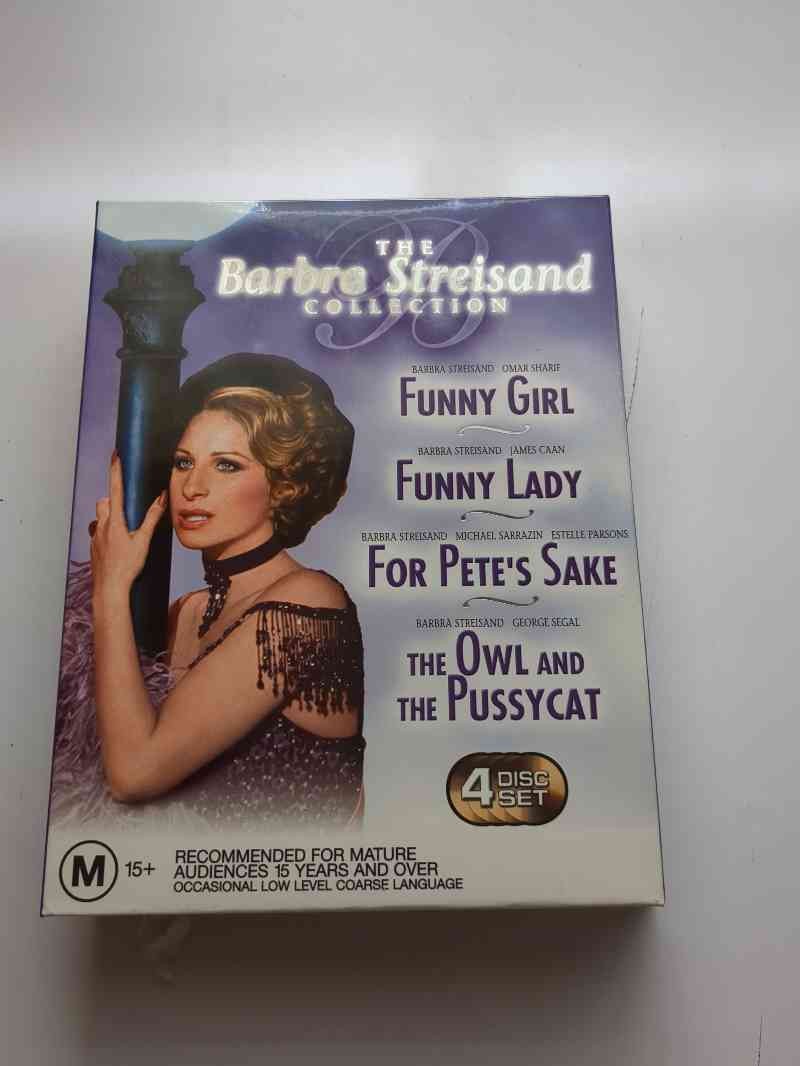 THE
Barbra Streisand
COLLECTION
BARBRA STREISAND OMAR SHARIF
FUNNY GIRL
BARBRA STREISAND JAMES CAAN
FUNNY LADY
BARBRA STREISAND MICHAEL SARRAZIN ESTELLE PARSONS
FOR PETE'S SAKE
BARBRA STREISAND GEORGE SEGAL
THE OWL AND
THE PUSSYCAT
4 DISC
SET
M 15+
RECOMMENDED FOR MATURE
AUDIENCES 15 YEARS AND OVER
OCCASIONAL LOW LEVEL COARSE LANGUAGE